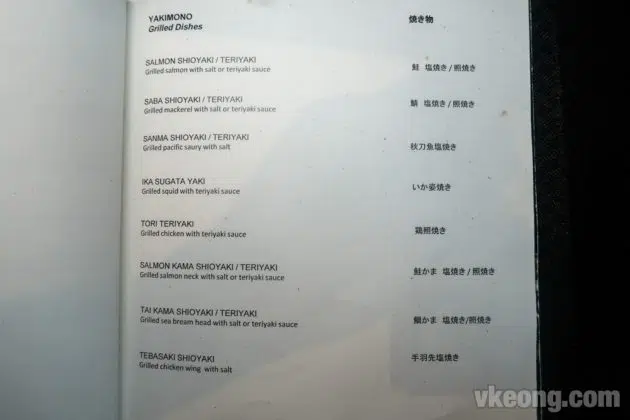 YAKIMONO 焼き物
Grilled Dishes
SALMON SHIOYAKI / TERIYAKI 鮭 塩焼き / 照焼き
Grilled salmon with salt or teriyaki sauce
SABA SHIOYAKI / TERIYAKI 鯖 塩焼き / 照焼き
Grilled mackerel with salt or teriyaki sauce
SANMA SHIOYAKI / TERIYAKI 秋刀魚塩焼き
Grilled pacific saury with salt
IKA SUGATA YAKI いか姿焼き
Grilled squid with teriyaki sauce
TORI TERIYAKI 鶏照焼き
Grilled chicken with teriyaki sauce
SALMON KAMA SHIOYAKI / TERIYAKI 鮭かま 塩焼き / 照焼き
Grilled salmon neck with salt or teriyaki sauce
TAI KAMA SHIOYAKI / TERIYAKI 鯛かま 塩焼き/照焼き
Grilled sea bream head with salt or teriyaki sauce
TEBASAKI SHIOYAKI 手羽先塩焼き
Grilled chicken wing with salt
vkeong.com